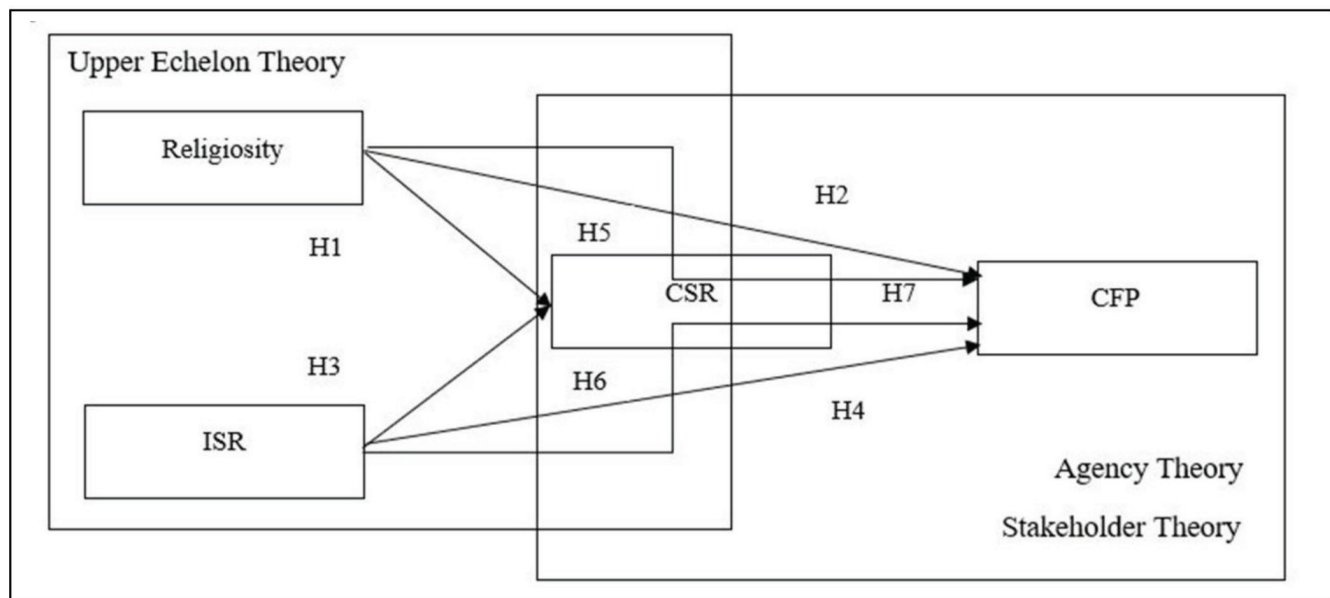 Upper Echelon Theory
Religiosity
H2
H5
H1
CSR
H7
CFP
H3
H6
H4
ISR
Agency Theory
Stakeholder Theory